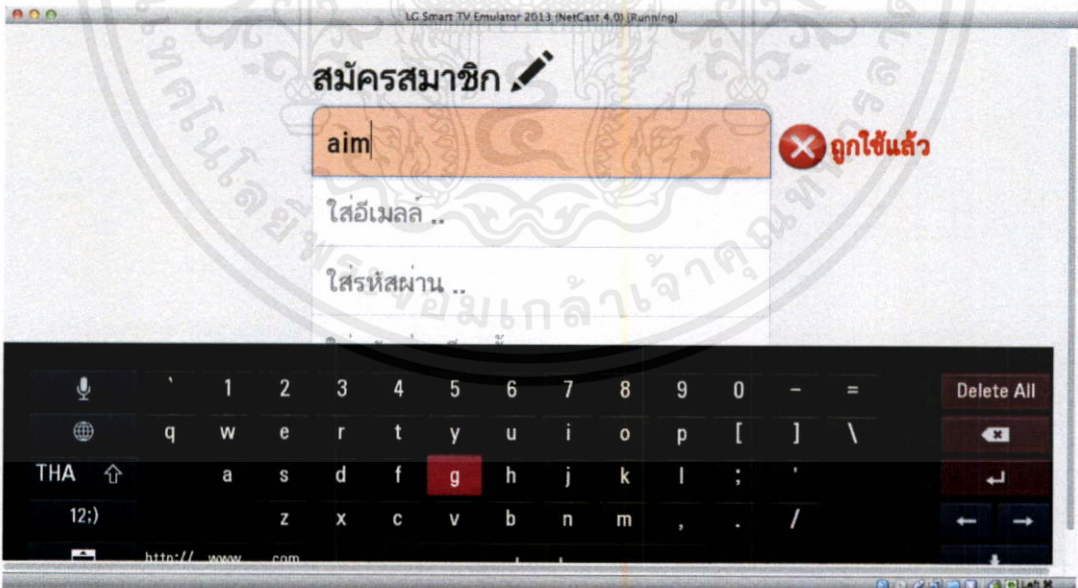 LG Smart TV Emulator 2013 (NetCast 4.0) [Running]
สมัครสมาชิก
aim
ถูกใช้แล้ว
ใส่อีเมลล์ ..
ใส่รหัสผ่าน ..
` 1 2 3 4 5 6 7 8 9 0 - = Delete All
q w e r t y u i o p [ ] \
THA a s d f g h j k l ; '
12;) z x c v b n m , . /
http:// www .com
Left ⌘